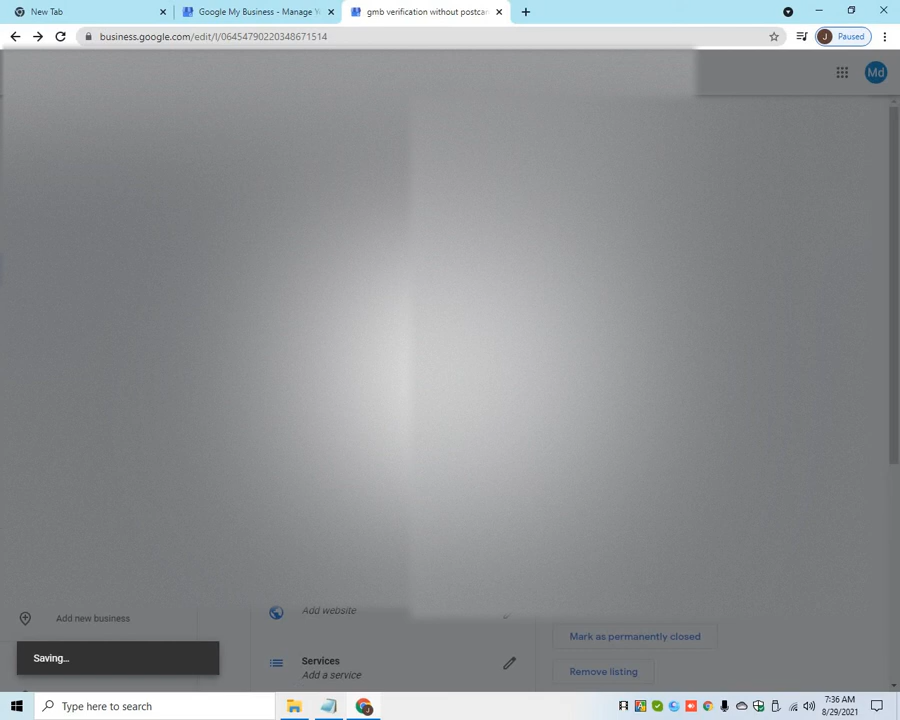 New Tab
Google My Business - Manage Y
gmb verification without postcar
business.google.com/edit/l/06454790220348671514
J Paused
Md
Add new business
Add website
Services
Add a service
Mark as permanently closed
Remove listing
Saving...
Type here to search
7:36 AM
8/29/2021